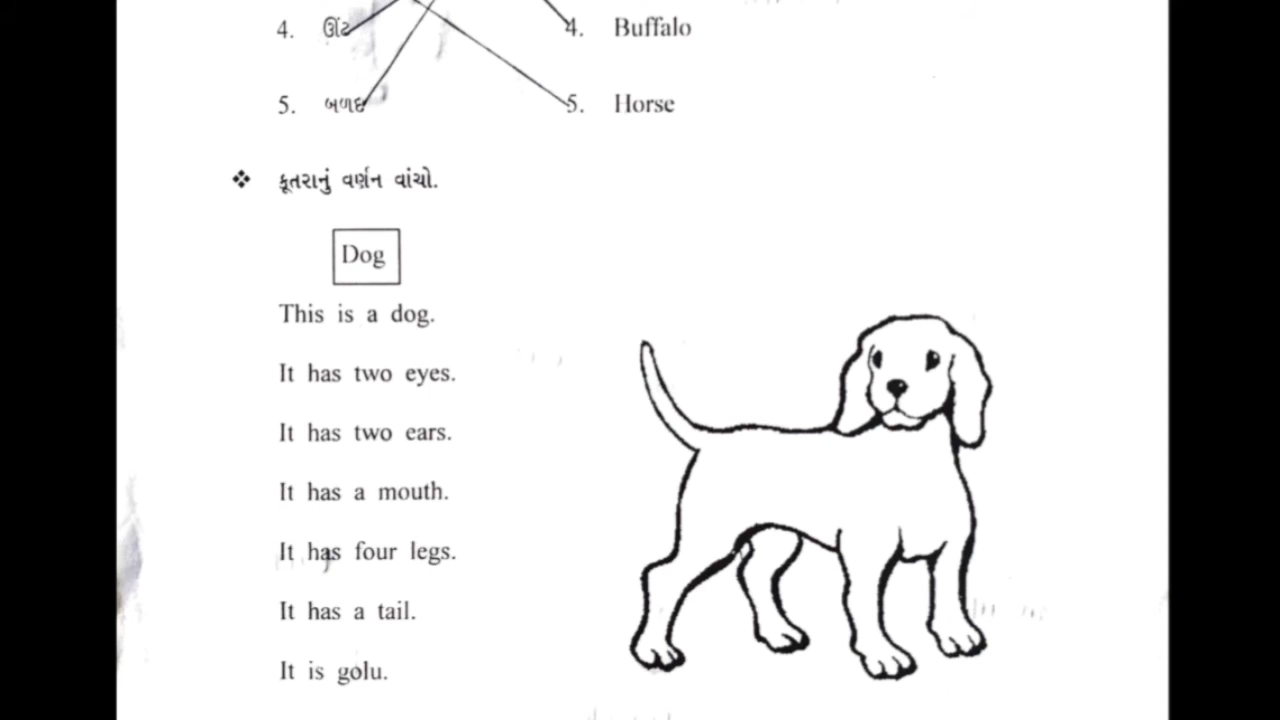 4. ઊંટ 4. Buffalo
5. બળદ 5. Horse
❖ કૂતરાનું વર્ણન વાંચો.
Dog
This is a dog.
It has two eyes.
It has two ears.
It has a mouth.
It has four legs.
It has a tail.
It is golu.